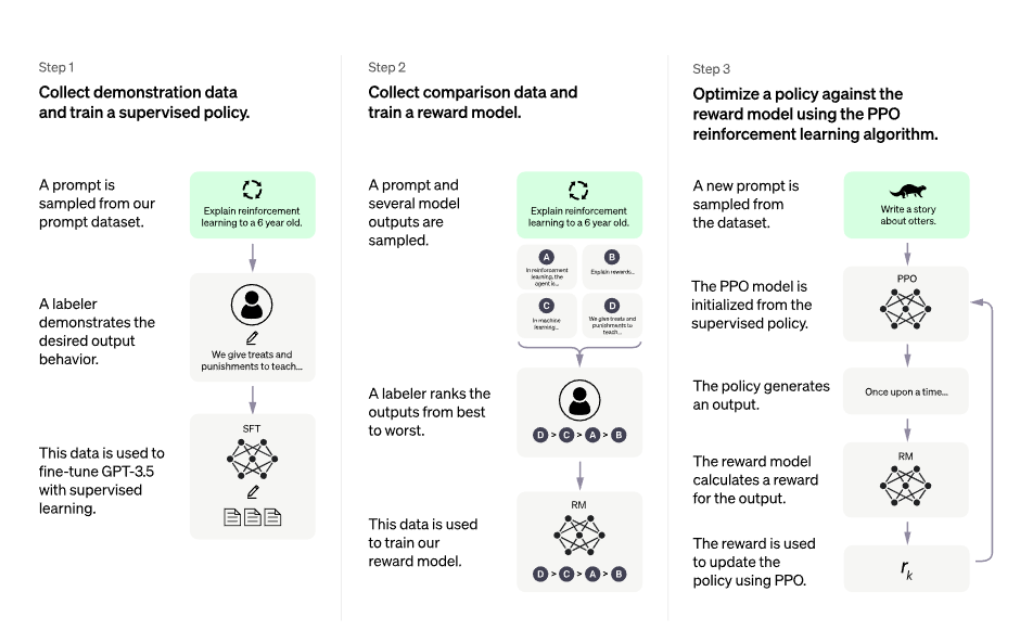 Step 1
Collect demonstration data
and train a supervised policy.
A prompt is
sampled from our
prompt dataset.
Explain reinforcement
learning to a 6 year old.
A labeler
demonstrates the
desired output
behavior.
We give treats and
punishments to teach...
This data is used to
fine-tune GPT-3.5
with supervised
learning.
SFT
Step 2
Collect comparison data and
train a reward model.
A prompt and
several model
outputs are
sampled.
Explain reinforcement
learning to a 6 year old.
A
In reinforcement
learning, the
agent is...
B
Explain rewards...
C
In machine
learning...
D
We give treats and
punishments to
teach...
A labeler ranks the
outputs from best
to worst.
D > C > A > B
This data is used
to train our
reward model.
RM
D > C > A > B
Step 3
Optimize a policy against the
reward model using the PPO
reinforcement learning algorithm.
A new prompt is
sampled from
the dataset.
Write a story
about otters.
The PPO model is
initialized from the
supervised policy.
PPO
The policy generates
an output.
Once upon a time...
The reward model
calculates a reward
for the output.
RM
The reward is used
to update the
policy using PPO.
rk